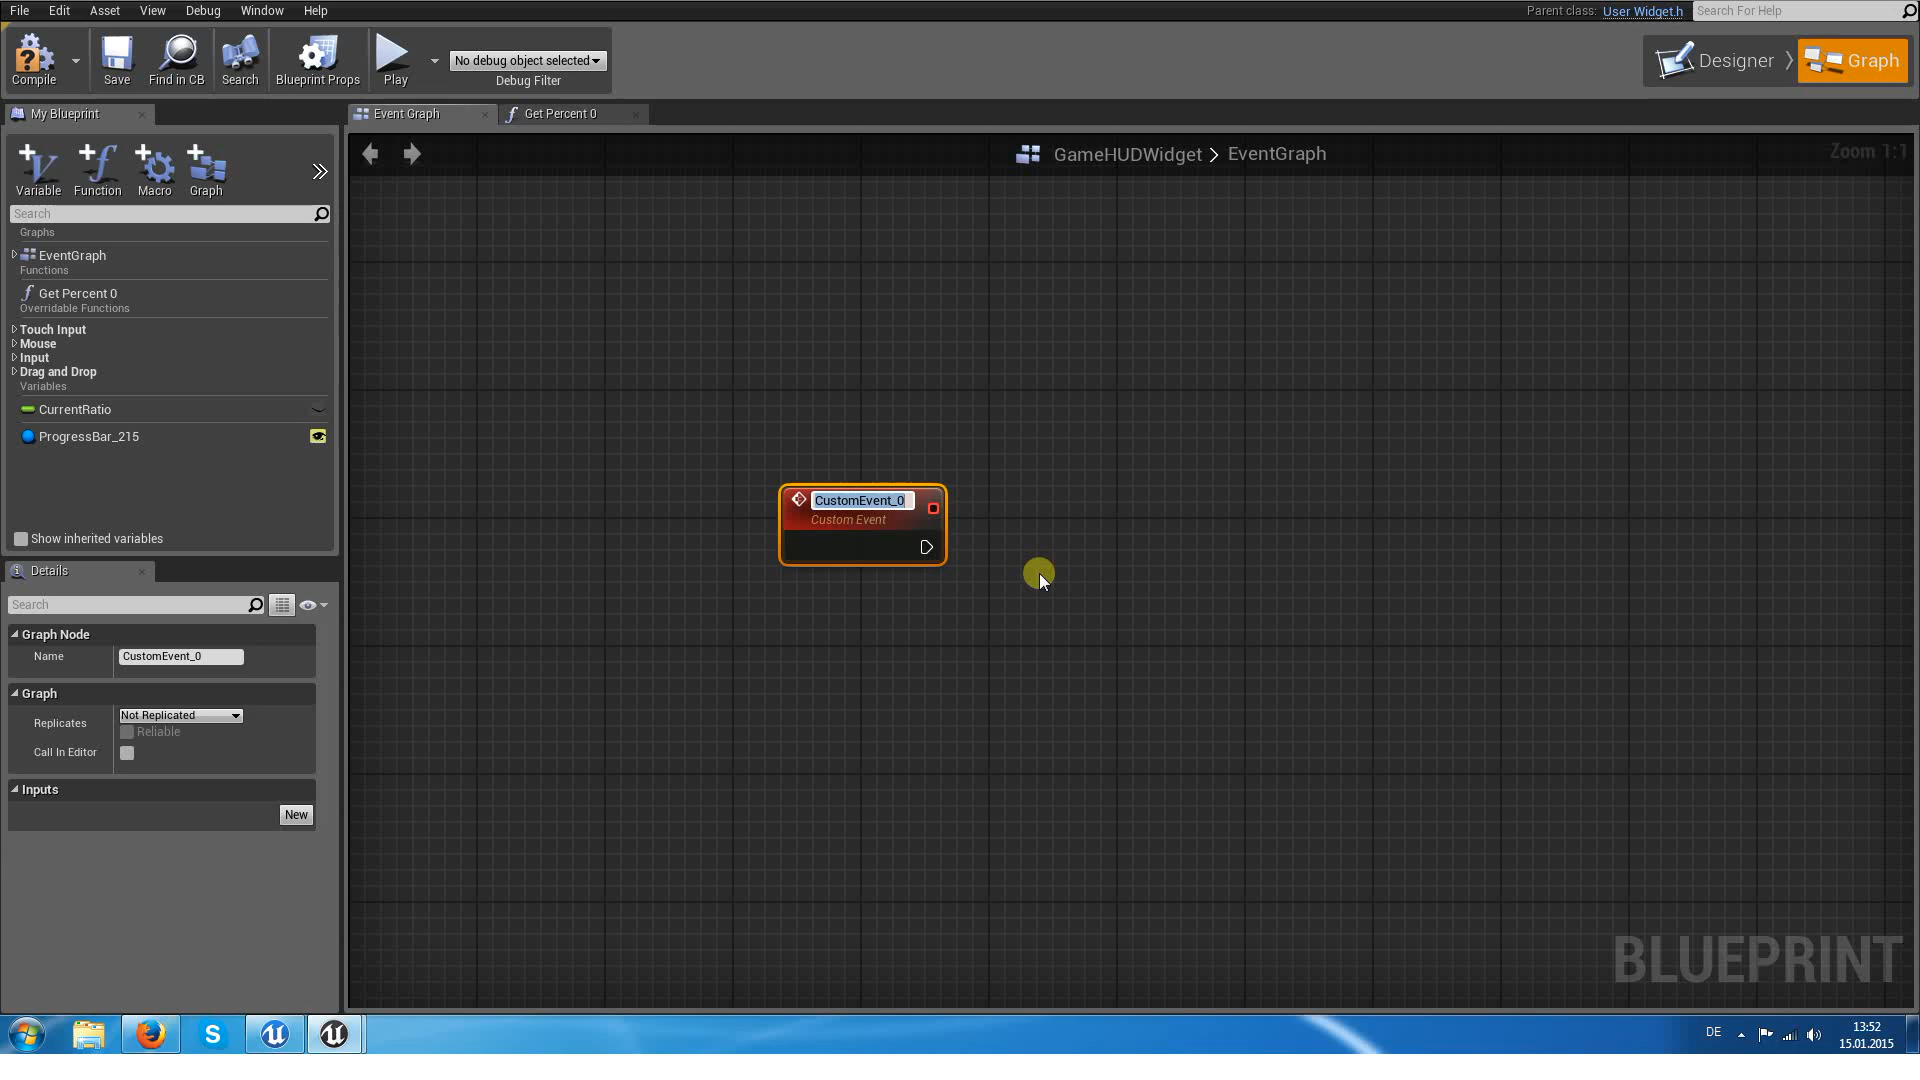 File Edit Asset View Debug Window Help
Parent class: User Widget.h Search For Help
Compile Save Find in CB Search Blueprint Props Play
No debug object selected
Debug Filter
Designer Graph
My Blueprint
Event Graph
Get Percent 0
Variable Function Macro Graph
GameHUDWidget EventGraph
Zoom 1:1
Search
Graphs
EventGraph
Functions
f Get Percent 0
Overridable Functions
Touch Input
Mouse
Input
Drag and Drop
Variables
CurrentRatio
ProgressBar_215
Show inherited variables
CustomEvent_0
Custom Event
Details
Search
Graph Node
Name CustomEvent_0
Graph
Replicates Not Replicated
Reliable
Call In Editor
Inputs
New
BLUEPRINT
DE
13:52
15.01.2015